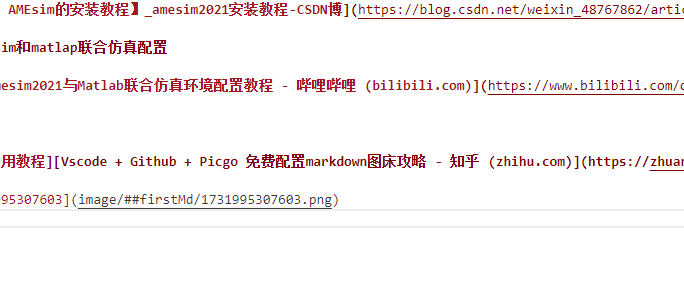 AMEsim的安装教程】_amesim2021安装教程-CSDN博](https://blog.csdn.net/weixin_48767862/artic
im和matlap联合仿真配置
esim2021与Matlab联合仿真环境配置教程 - 哔哩哔哩 (bilibili.com)](https://www.bilibili.com/
用教程][Vscode + Github + Picgo 免费配置markdown图床攻略 - 知乎 (zhihu.com)](https://zhuan
95307603](image/##firstMd/1731995307603.png)